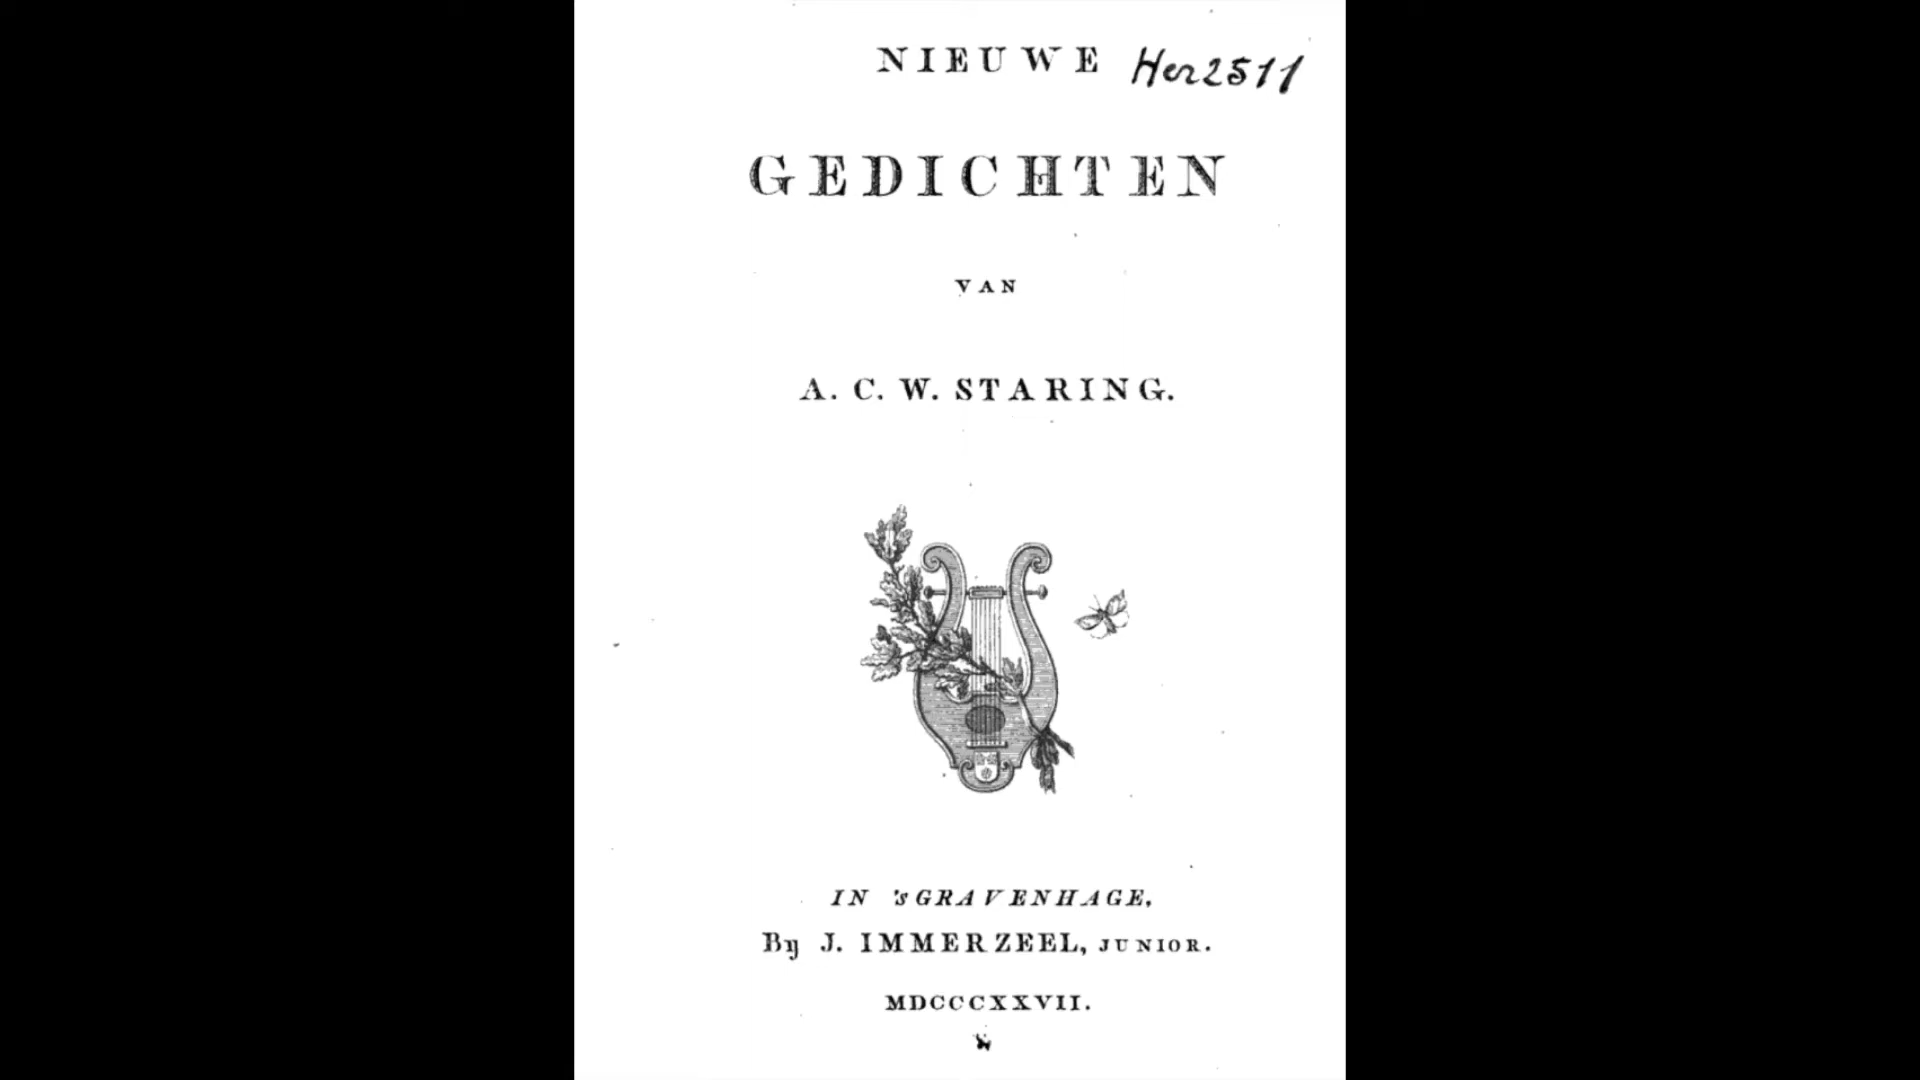 NIEUWE Her2511
GEDICHTEN
VAN
A. C. W. STARING.
IN 'sGRAVENHAGE,
By J. IMMERZEEL, JUNIOR.
MDCCCXXVII.